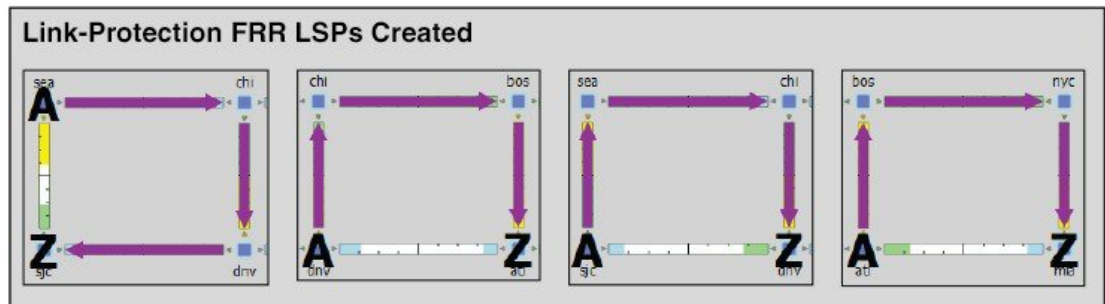 Link-Protection FRR LSPs Created
sea chi chi bos sea chi bos nyc
A A
Z A Z A Z A Z
sjc dnv dnv atl sjc dnv atl mia